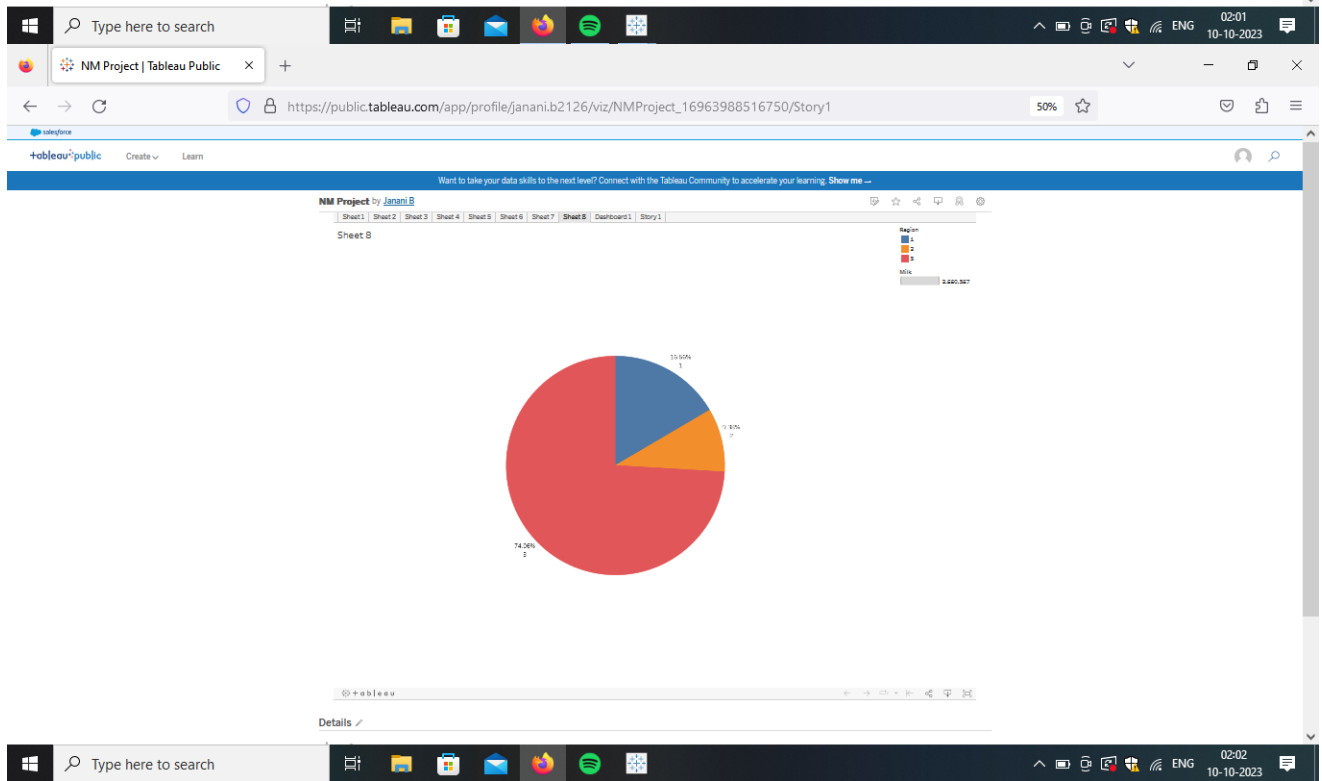 Type here to search
ENG
02:01
10-10-2023
NM Project | Tableau Public
https://public.tableau.com/app/profile/janani.b2126/viz/NMProject_16963988516750/Story1
50%
salesforce
+ableau public
Create
Learn
Want to take your data skills to the next level? Connect with the Tableau Community to accelerate your learning. Show me
NM Project by Janani B
Sheet 1 Sheet 2 Sheet 3 Sheet 4 Sheet 5 Sheet 6 Sheet 7 Sheet 8 Dashboard 1 Story 1
Sheet 8
Region
1
2
3
Milk
1
2
74.06%
3
+ableau
Details
Type here to search
ENG
02:02
10-10-2023